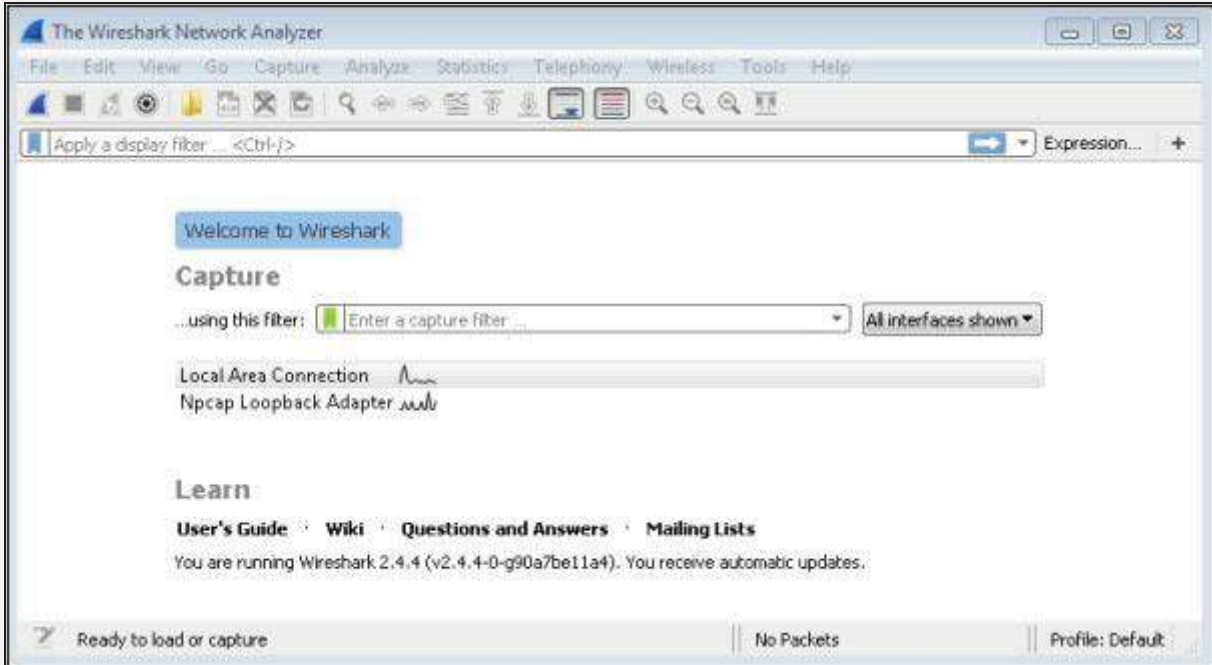 The Wireshark Network Analyzer
File Edit View Go Capture Analyze Statistics Telephony Wireless Tools Help
Apply a display filter ... <Ctrl-/> Expression... +
Welcome to Wireshark
Capture
...using this filter: Enter a capture filter ... All interfaces shown
Local Area Connection
Npcap Loopback Adapter
Learn
User's Guide · Wiki · Questions and Answers · Mailing Lists
You are running Wireshark 2.4.4 (v2.4.4-0-g90a7be11a4). You receive automatic updates.
Ready to load or capture No Packets Profile: Default